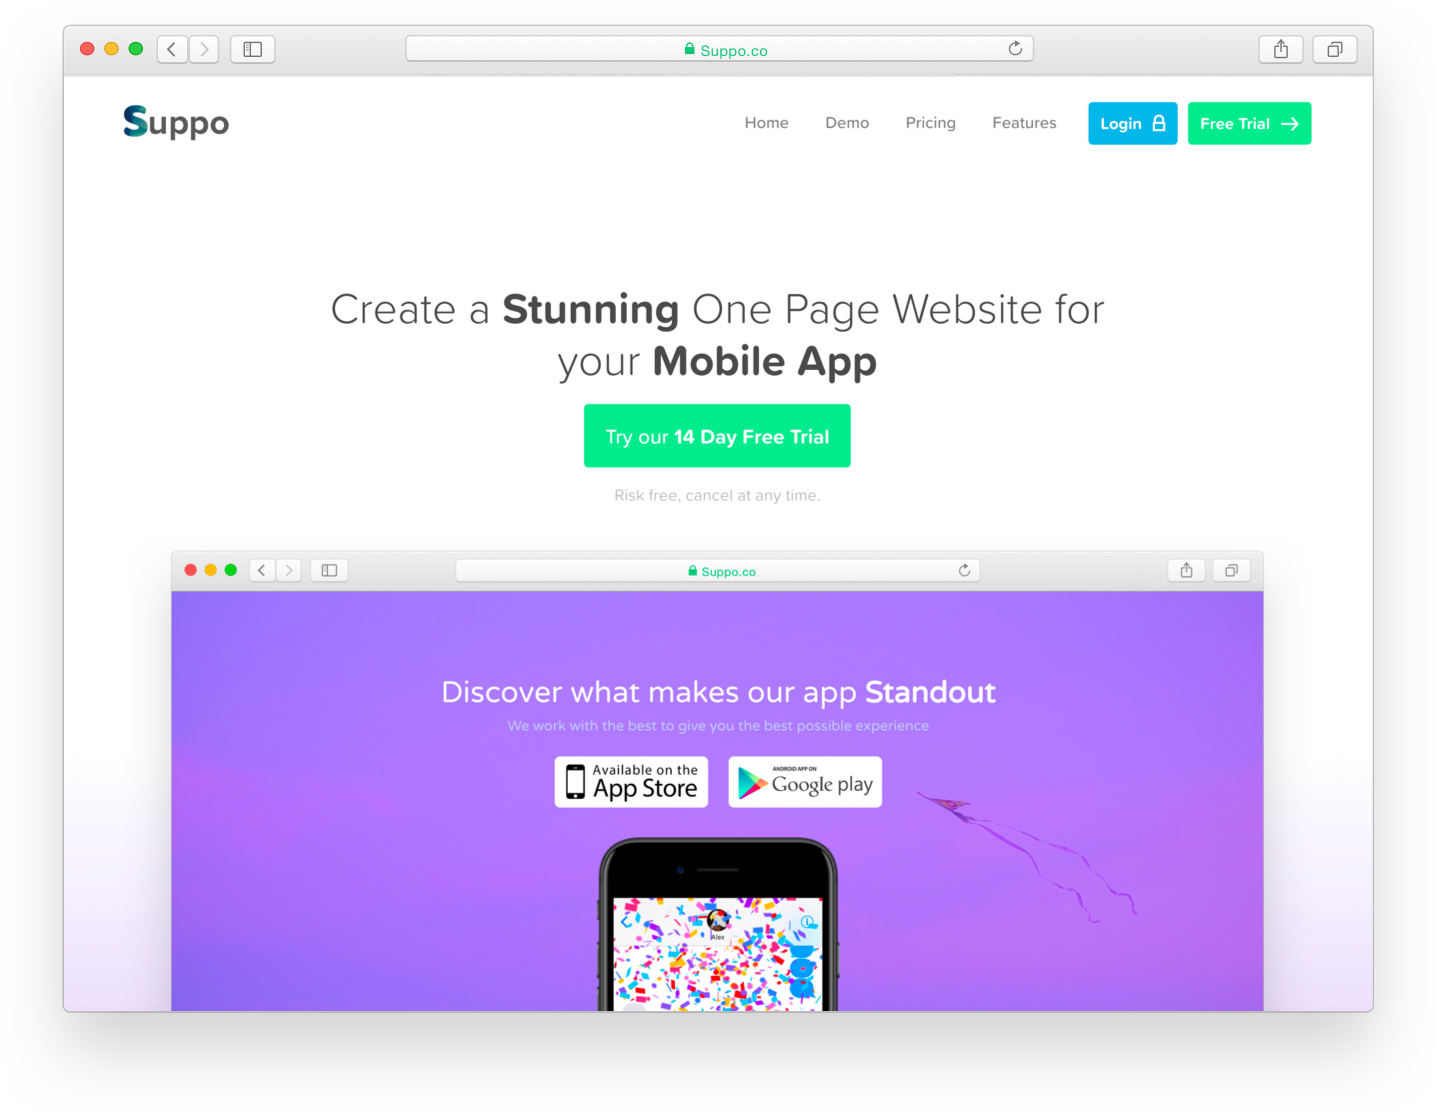 Suppo.co
Suppo
Home Demo Pricing Features Login Free Trial
Create a Stunning One Page Website for
your Mobile App
Try our 14 Day Free Trial
Risk free, cancel at any time.
Suppo.co
Discover what makes our app Standout
We work with the best to give you the best possible experience
Available on the
App Store
ANDROID APP ON
Google play
Alex